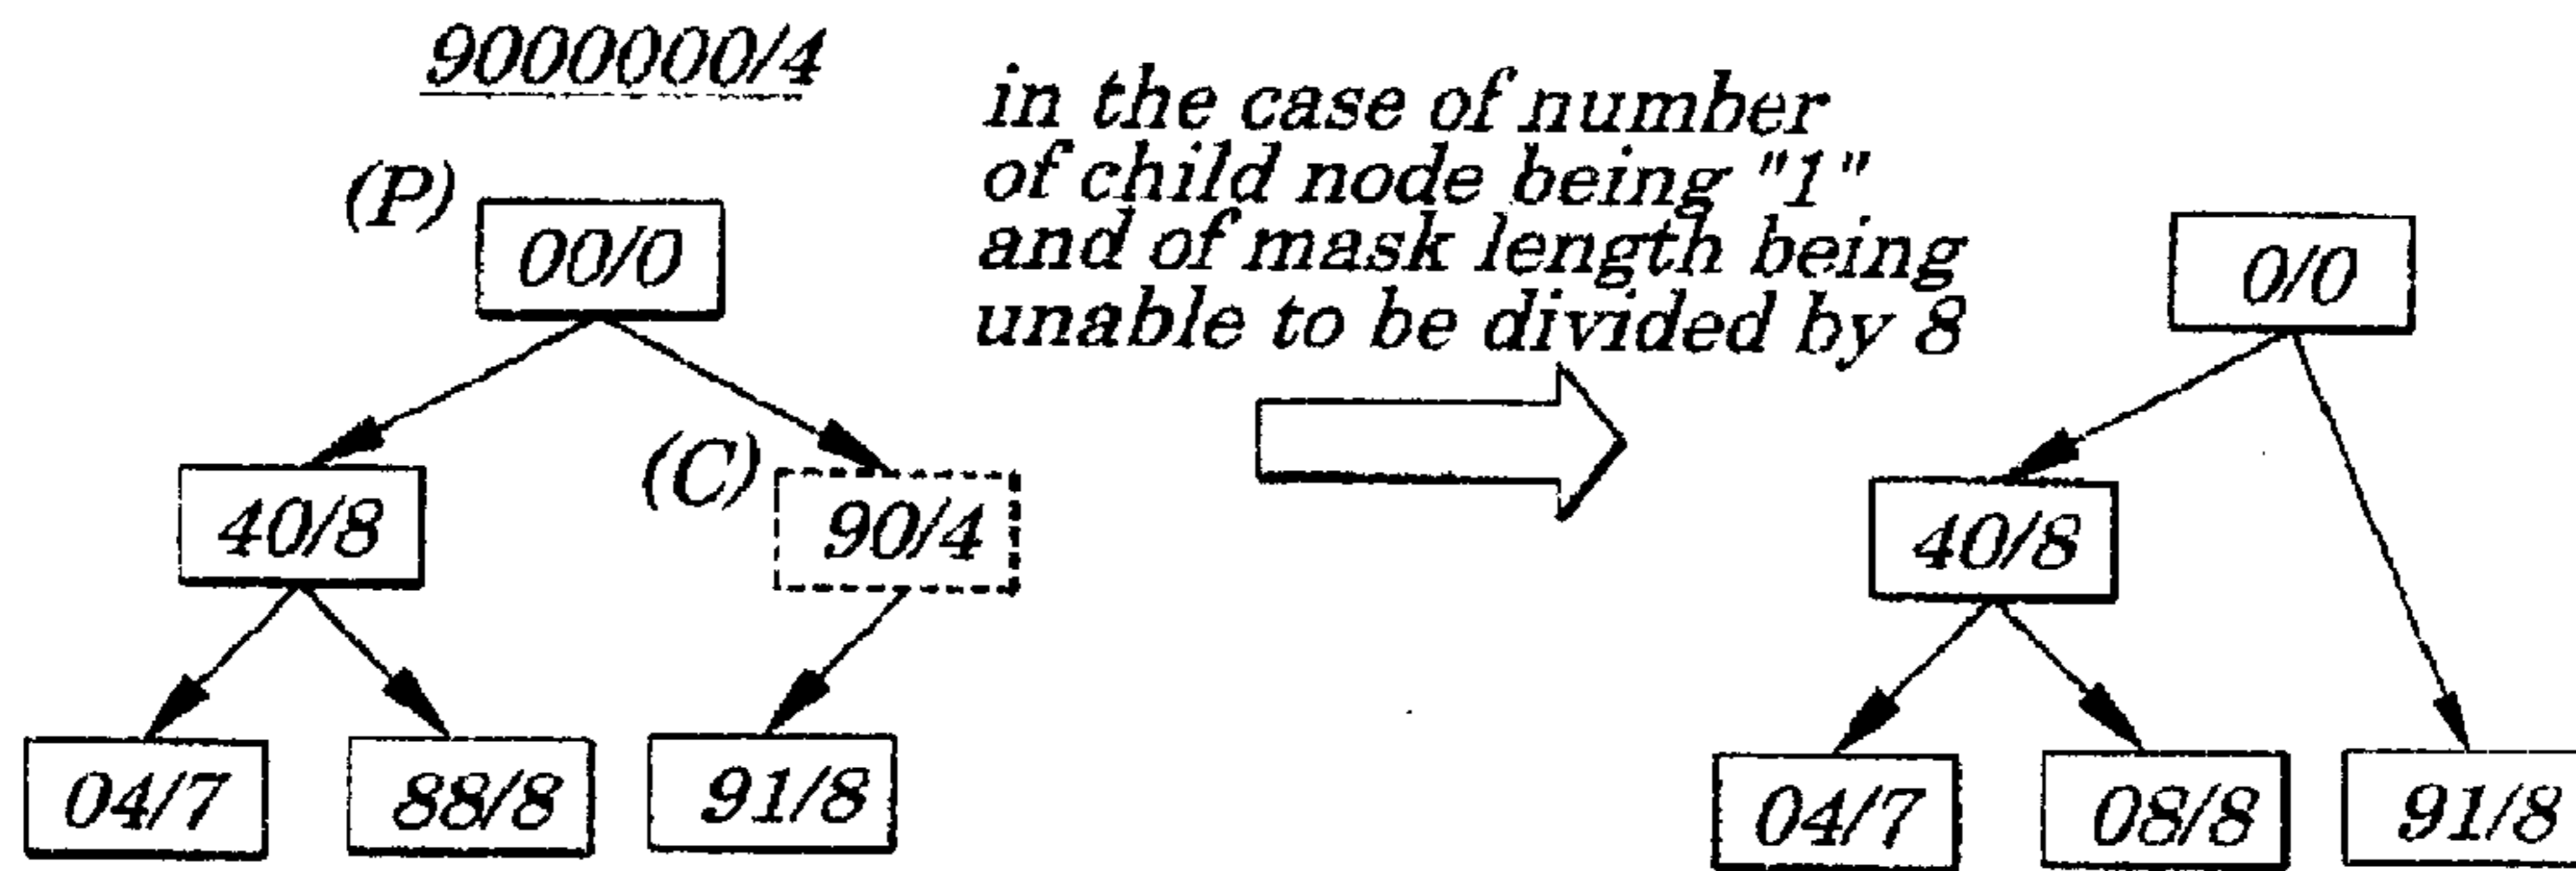 9000000/4
in the case of number
of child node being "1"
and of mask length being
unable to be divided by 8
(P)
00/0
(C)
40/8
90/4
04/7
88/8
91/8
0/0
40/8
04/7
08/8
91/8